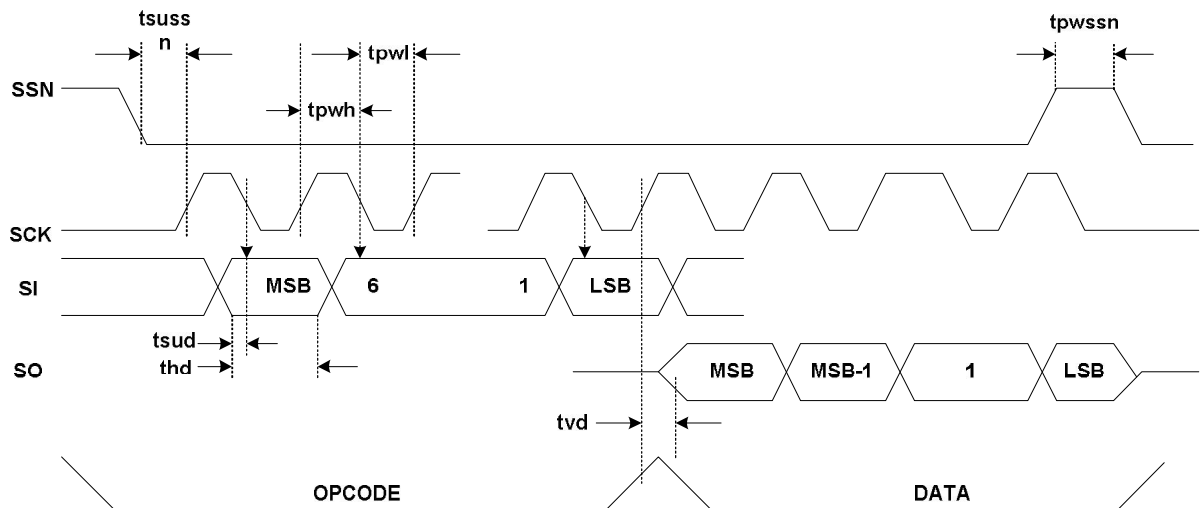 tsuss
n
tpwl
tpwssn
SSN
tpwh
SCK
SI
MSB
6
1
LSB
tsud
thd
SO
MSB
MSB-1
1
LSB
tvd
OPCODE
DATA